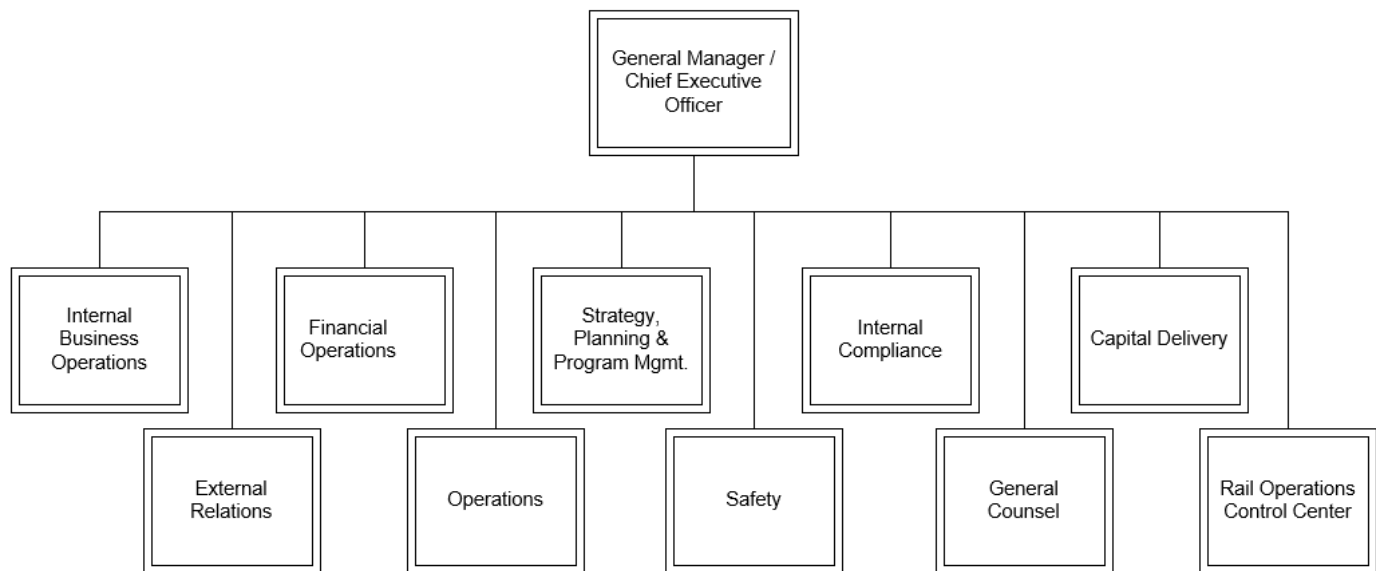 General Manager /
Chief Executive
Officer
Internal
Business
Operations
Financial
Operations
Strategy,
Planning &
Program Mgmt.
Internal
Compliance
Capital Delivery
External
Relations
Operations
Safety
General
Counsel
Rail Operations
Control Center